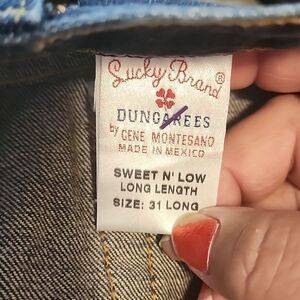 Lucky Brand®
DUNGAREES
by GENE MONTESANO
MADE IN MEXICO
SWEET N' LOW
LONG LENGTH
SIZE: 31 LONG